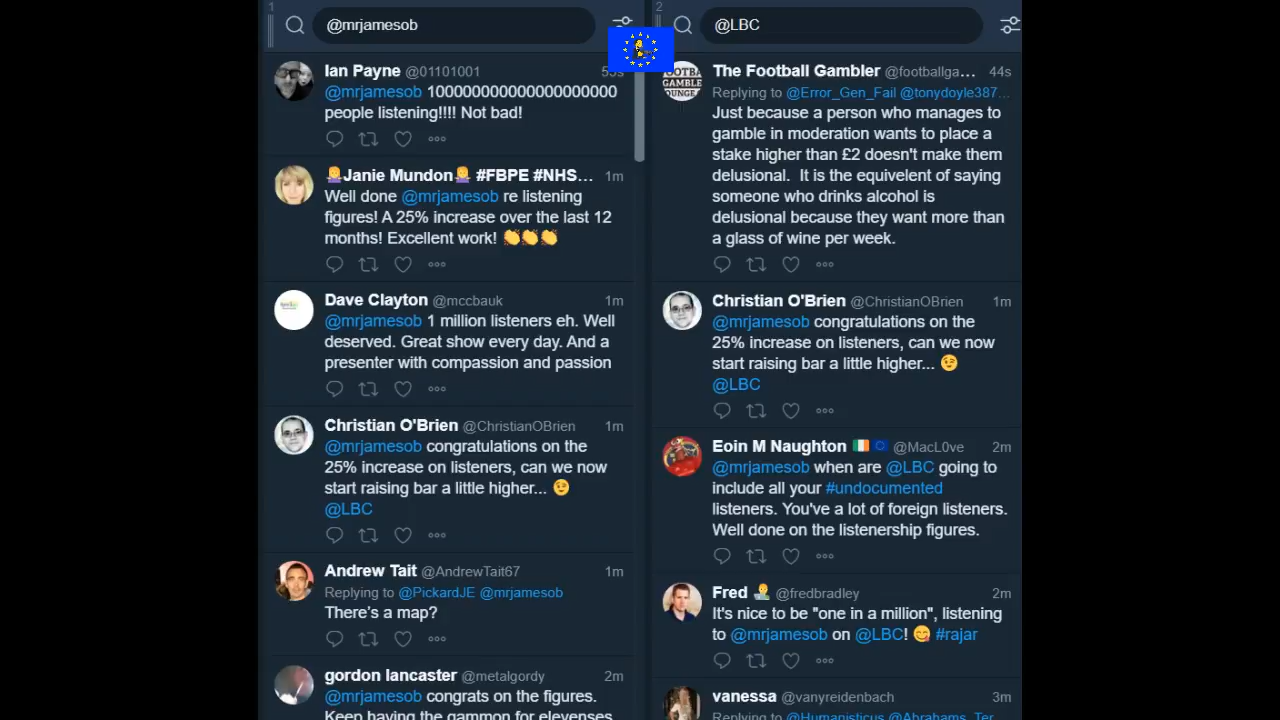 1
@mrjamesob
Ian Payne @01101001
@mrjamesob
people listening!!!! Not bad!
Janie Mundon #FBPE #NHS... 1m
Well done @mrjamesob re listening
figures! A 25% increase over the last 12
months! Excellent work!
Dave Clayton @mccbauk 1m
@mrjamesob 1 million listeners eh. Well
deserved. Great show every day. And a
presenter with compassion and passion
Christian O'Brien @ChristianOBrien 1m
@mrjamesob congratulations on the
25% increase on listeners, can we now
start raising bar a little higher...
@LBC
Andrew Tait @AndrewTait67 1m
Replying to @PickardJE @mrjamesob
There's a map?
gordon lancaster @metalgordy 2m
@mrjamesob congrats on the figures.
Keep having the gammon for elevenses
2
@LBC
The Football Gambler @footballga... 44s
Replying to @Error_Gen_Fail @tonydoyle387...
Just because a person who manages to
gamble in moderation wants to place a
stake higher than £2 doesn't make them
delusional. It is the equivelent of saying
someone who drinks alcohol is
delusional because they want more than
a glass of wine per week.
Christian O'Brien @ChristianOBrien 1m
@mrjamesob congratulations on the
25% increase on listeners, can we now
start raising bar a little higher...
@LBC
Eoin M Naughton @MacL0ve 2m
@mrjamesob when are @LBC going to
include all your #undocumented
listeners. You've a lot of foreign listeners.
Well done on the listenership figures.
Fred @fredbradley 2m
It's nice to be "one in a million", listening
to @mrjamesob on @LBC! #rajar
vanessa @vanyreidenbach 3m
Replying to @Humanisticus @Abrahams_Ter